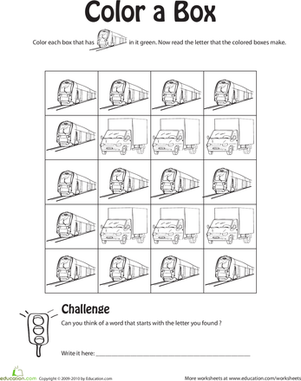 Color a Box
Color each box that has in it green. Now read the letter that the colored boxes make.
Challenge
Can you think of a word that starts with the letter you found ?
Write it here:
education.com Copyright © 2009-2010 by Education.com More worksheets at www.education.com/worksheets